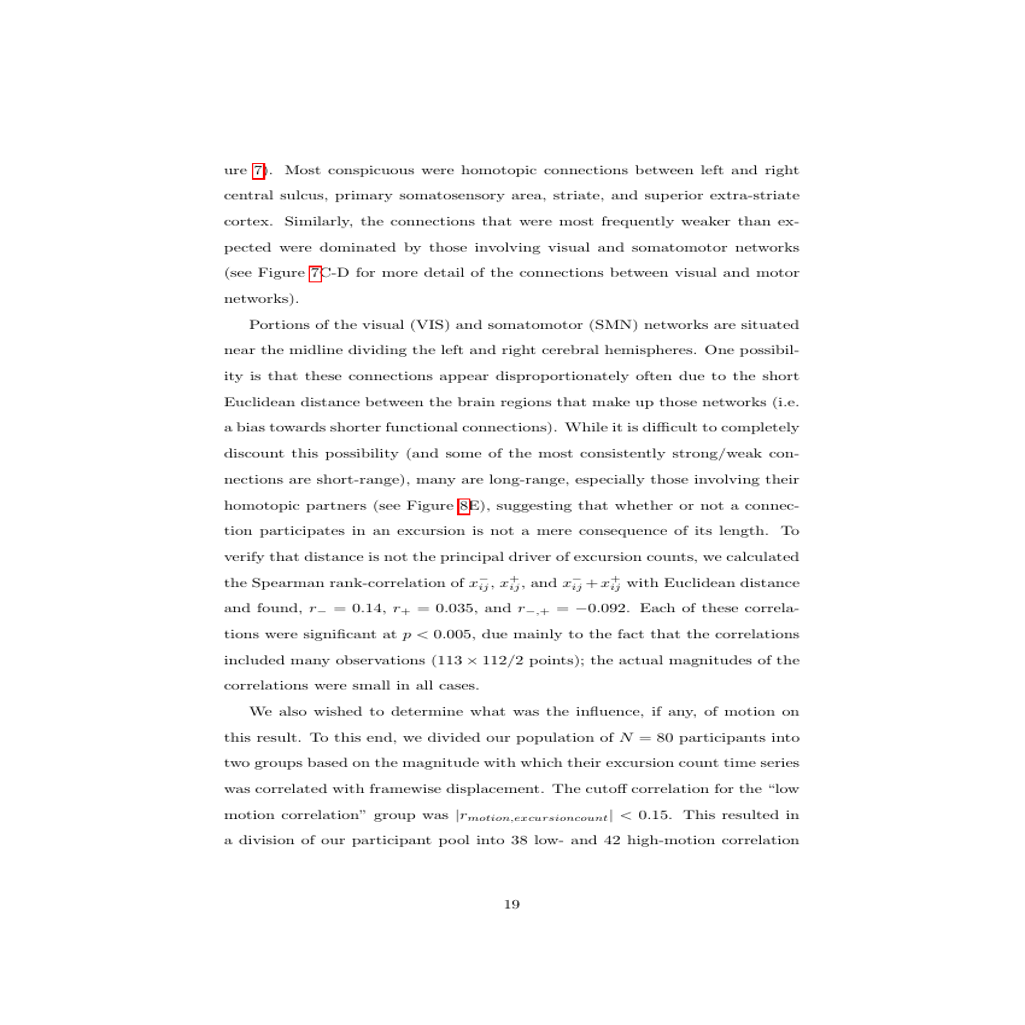 ure 7). Most conspicuous were homotopic connections between left and right
central sulcus, primary somatosensory area, striate, and superior extra-striate
cortex. Similarly, the connections that were most frequently weaker than ex-
pected were dominated by those involving visual and somatomotor networks
(see Figure 7C-D for more detail of the connections between visual and motor
networks).
Portions of the visual (VIS) and somatomotor (SMN) networks are situated
near the midline dividing the left and right cerebral hemispheres. One possibil-
ity is that these connections appear disproportionately often due to the short
Euclidean distance between the brain regions that make up those networks (i.e.
a bias towards shorter functional connections). While it is difficult to completely
discount this possibility (and some of the most consistently strong/weak con-
nections are short-range), many are long-range, especially those involving their
homotopic partners (see Figure 8E), suggesting that whether or not a connec-
tion participates in an excursion is not a mere consequence of its length. To
verify that distance is not the principal driver of excursion counts, we calculated
the Spearman rank-correlation of $x_{ij}^-$, $x_{ij}^+$, and $x_{ij}^- + x_{ij}^+$ with Euclidean distance
and found, $r_- = 0.14$, $r_+ = 0.035$, and $r_{-,+} = -0.092$. Each of these correla-
tions were significant at $p < 0.005$, due mainly to the fact that the correlations
included many observations ($113 \times 112/2$ points); the actual magnitudes of the
correlations were small in all cases.
We also wished to determine what was the influence, if any, of motion on
this result. To this end, we divided our population of $N = 80$ participants into
two groups based on the magnitude with which their excursion count time series
was correlated with framewise displacement. The cutoff correlation for the “low
motion correlation” group was $|r_{motion,excursioncount}| < 0.15$. This resulted in
a division of our participant pool into 38 low- and 42 high-motion correlation
19